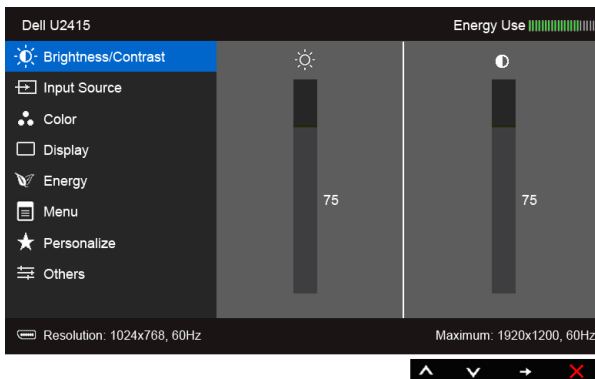 Dell U2415
Energy Use
Brightness/Contrast
Input Source
Color
Display
Energy
Menu
Personalize
Others
75
75
Resolution: 1024x768, 60Hz
Maximum: 1920x1200, 60Hz